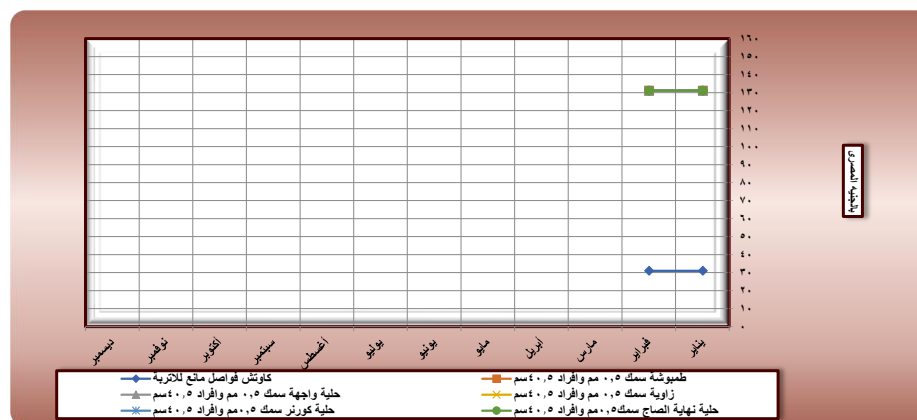 ١٦٠
١٥٠
١٤٠
١٣٠
١٢٠
١١٠
١٠٠
٩٠
٨٠
٧٠
٦٠
٥٠
٤٠
٣٠
٢٠
١٠
٠
بالجنيه المصرى
يناير
فبراير
مارس
أبريل
مايو
يونيو
يوليو
أغسطس
سبتمبر
أكتوبر
نوفمبر
ديسمبر
طمبوشة سمك ٠,٥ مم وافراد ٤٠,٥سم
كاوتش فواصل مانع للاتربة
زاوية سمك ٠,٥ مم وافراد ٤٠,٥سم
حلية واجهة سمك ٠,٥ مم وافراد ٤٠,٥سم
حلية نهاية الصاج سمك٠,٥مم وافراد ٤٠,٥سم
حلية كورنر سمك ٠,٥مم وافراد ٤٠,٥سم